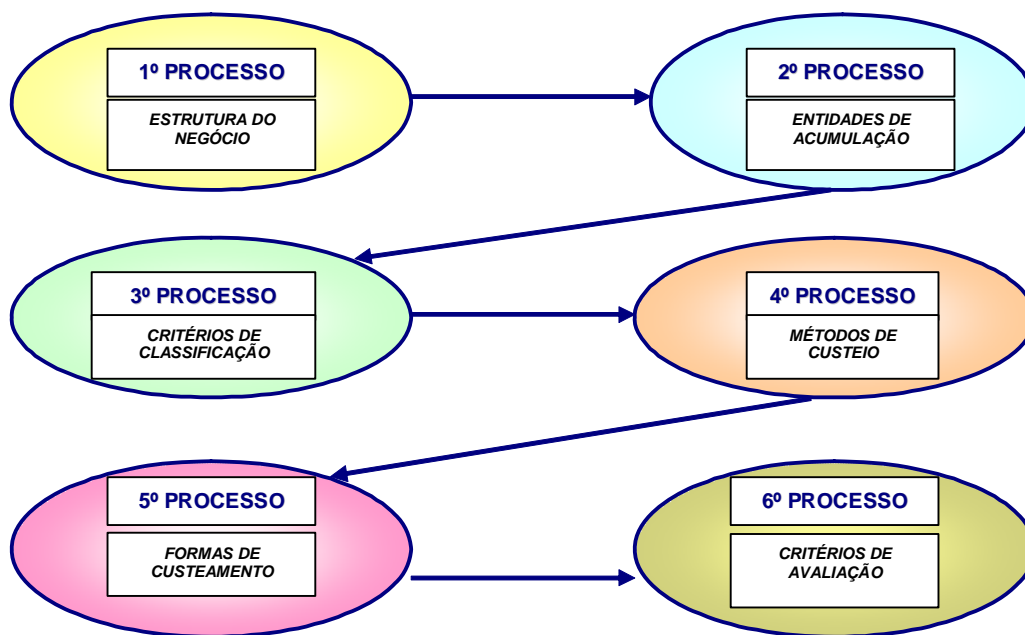 1º PROCESSO
ESTRUTURA DO
NEGÓCIO
2º PROCESSO
ENTIDADES DE
ACUMULAÇÃO
3º PROCESSO
CRITÉRIOS DE
CLASSIFICAÇÃO
4º PROCESSO
MÉTODOS DE
CUSTEIO
5º PROCESSO
FORMAS DE
CUSTEAMENTO
6º PROCESSO
CRITÉRIOS DE
AVALIAÇÃO